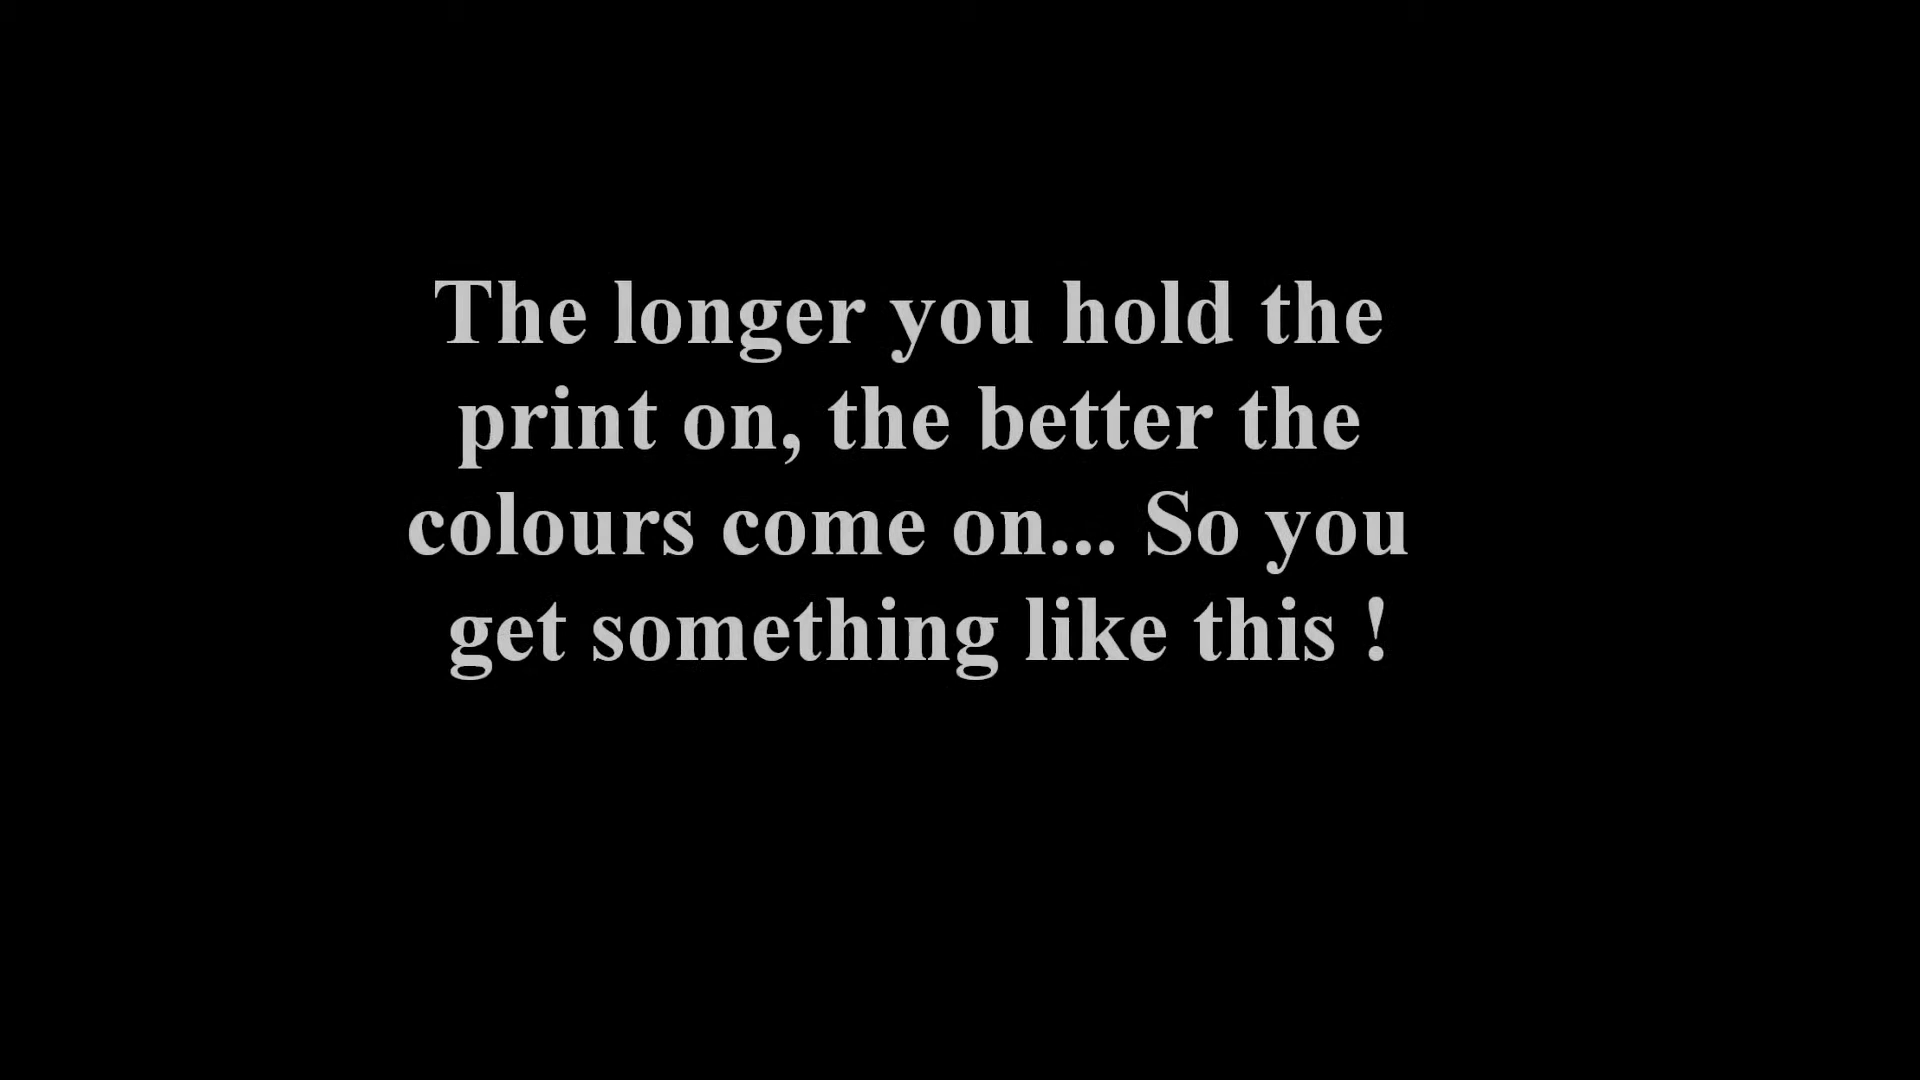 The longer you hold the
print on, the better the
colours come on... So you
get something like this !